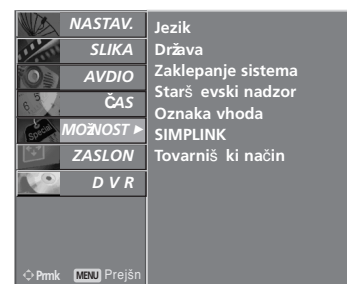 NASTAV.
SLIKA
AVDIO
ČAS
MOŽNOST ►
ZASLON
D V R
Jezik
Država
Zaklepanje sistema
Starš evski nadzor
Oznaka vhoda
SIMPLINK
Tovarniš ki način
Prmk MENU Prejšn